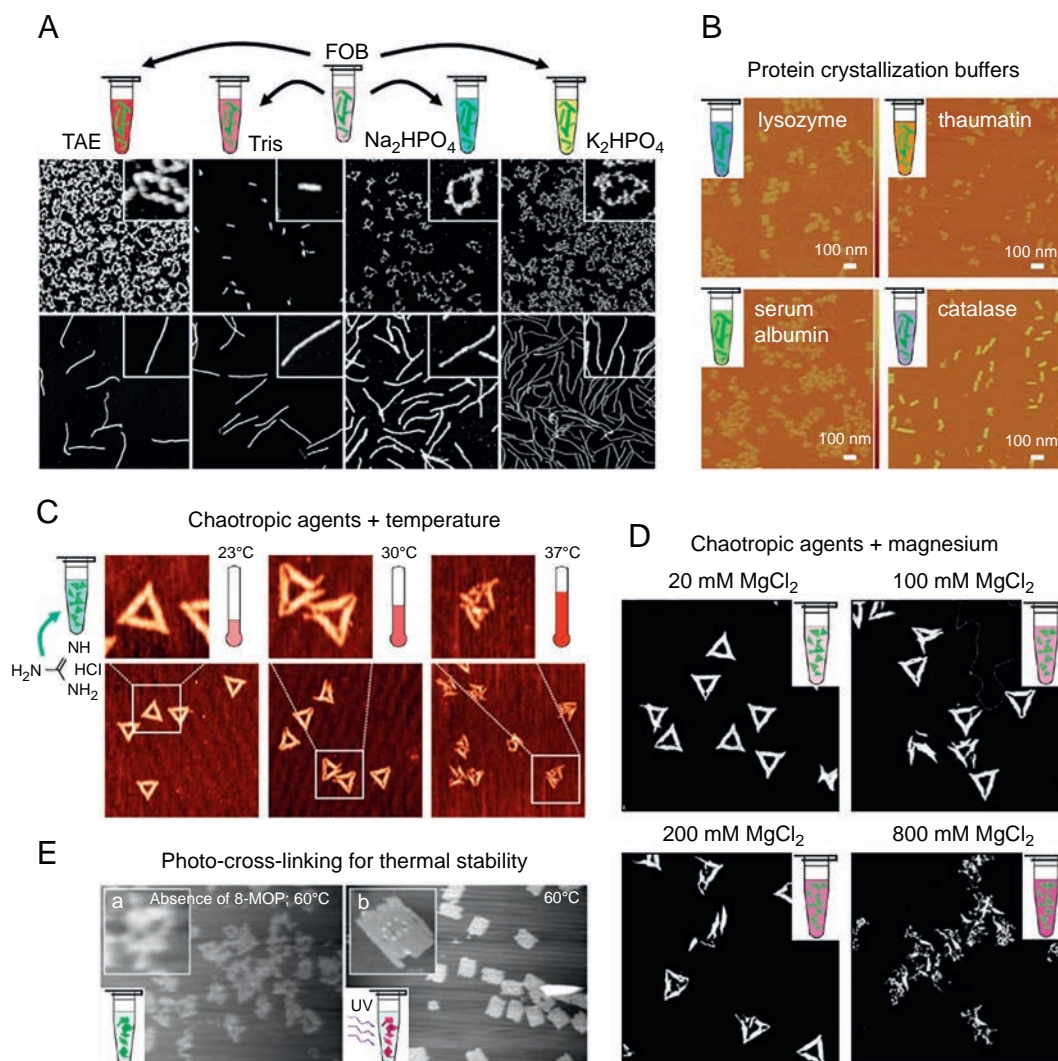 A
FOB
TAE
Tris
Na₂HPO₄
K₂HPO₄
B
Protein crystallization buffers
lysozyme
thaumatin
100 nm
100 nm
serum
albumin
catalase
100 nm
100 nm
C
Chaotropic agents + temperature
23°C
30°C
37°C
NH
H₂N
HCl
NH₂
D
Chaotropic agents + magnesium
20 mM MgCl₂
100 mM MgCl₂
200 mM MgCl₂
800 mM MgCl₂
E
Photo-cross-linking for thermal stability
a
Absence of 8-MOP; 60°C
b
60°C
UV